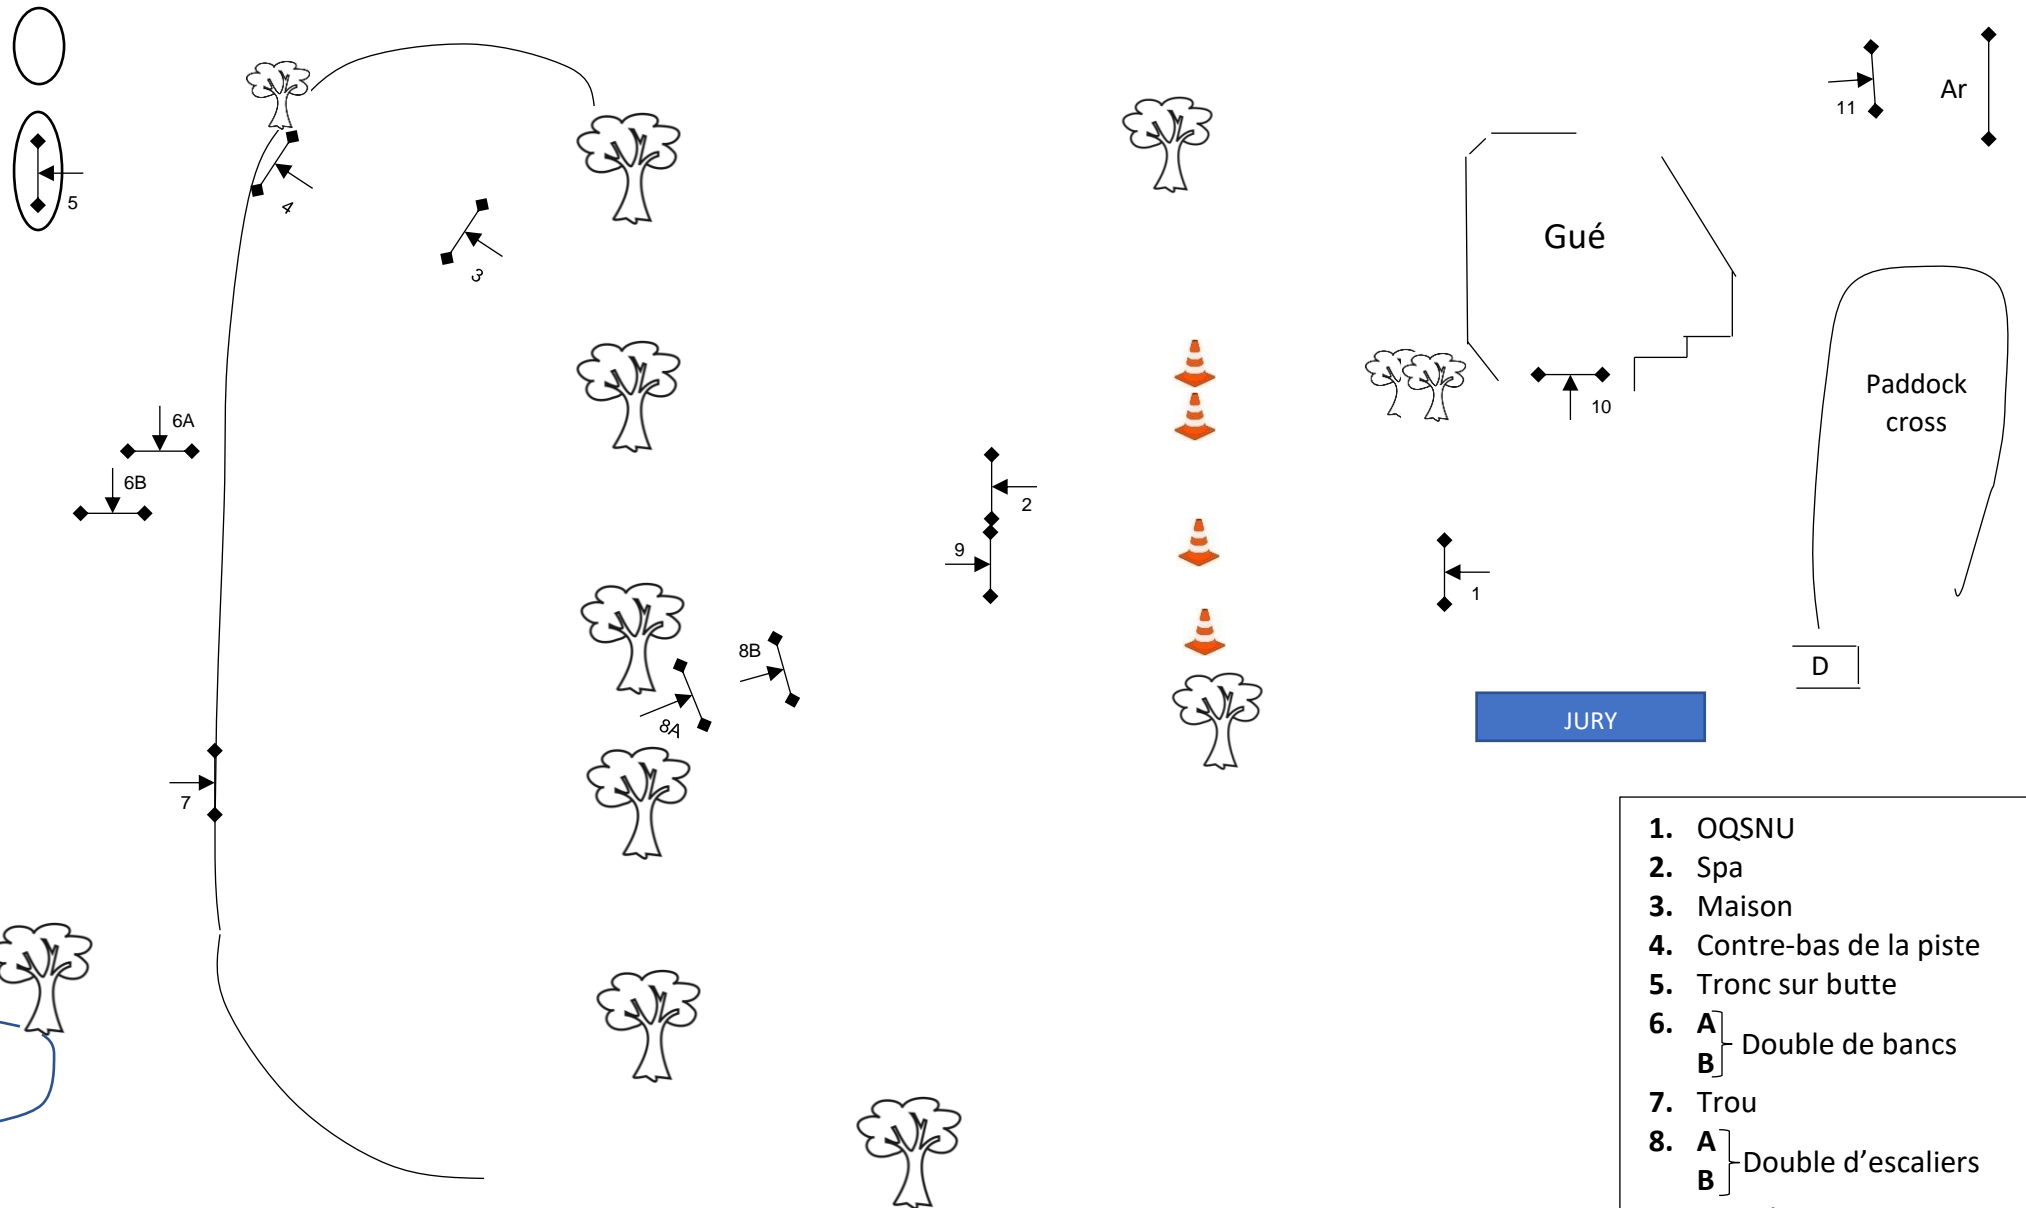 11
Ar
5
4
3
Gué
Paddock
cross
10
6A
6B
2
9
1
8B
8A
D
JURY
7
1. OQSNU
2. Spa
3. Maison
4. Contre-bas de la piste
5. Tronc sur butte
6. A
B
Double de bancs
7. Trou
8. A
B
Double d’escaliers